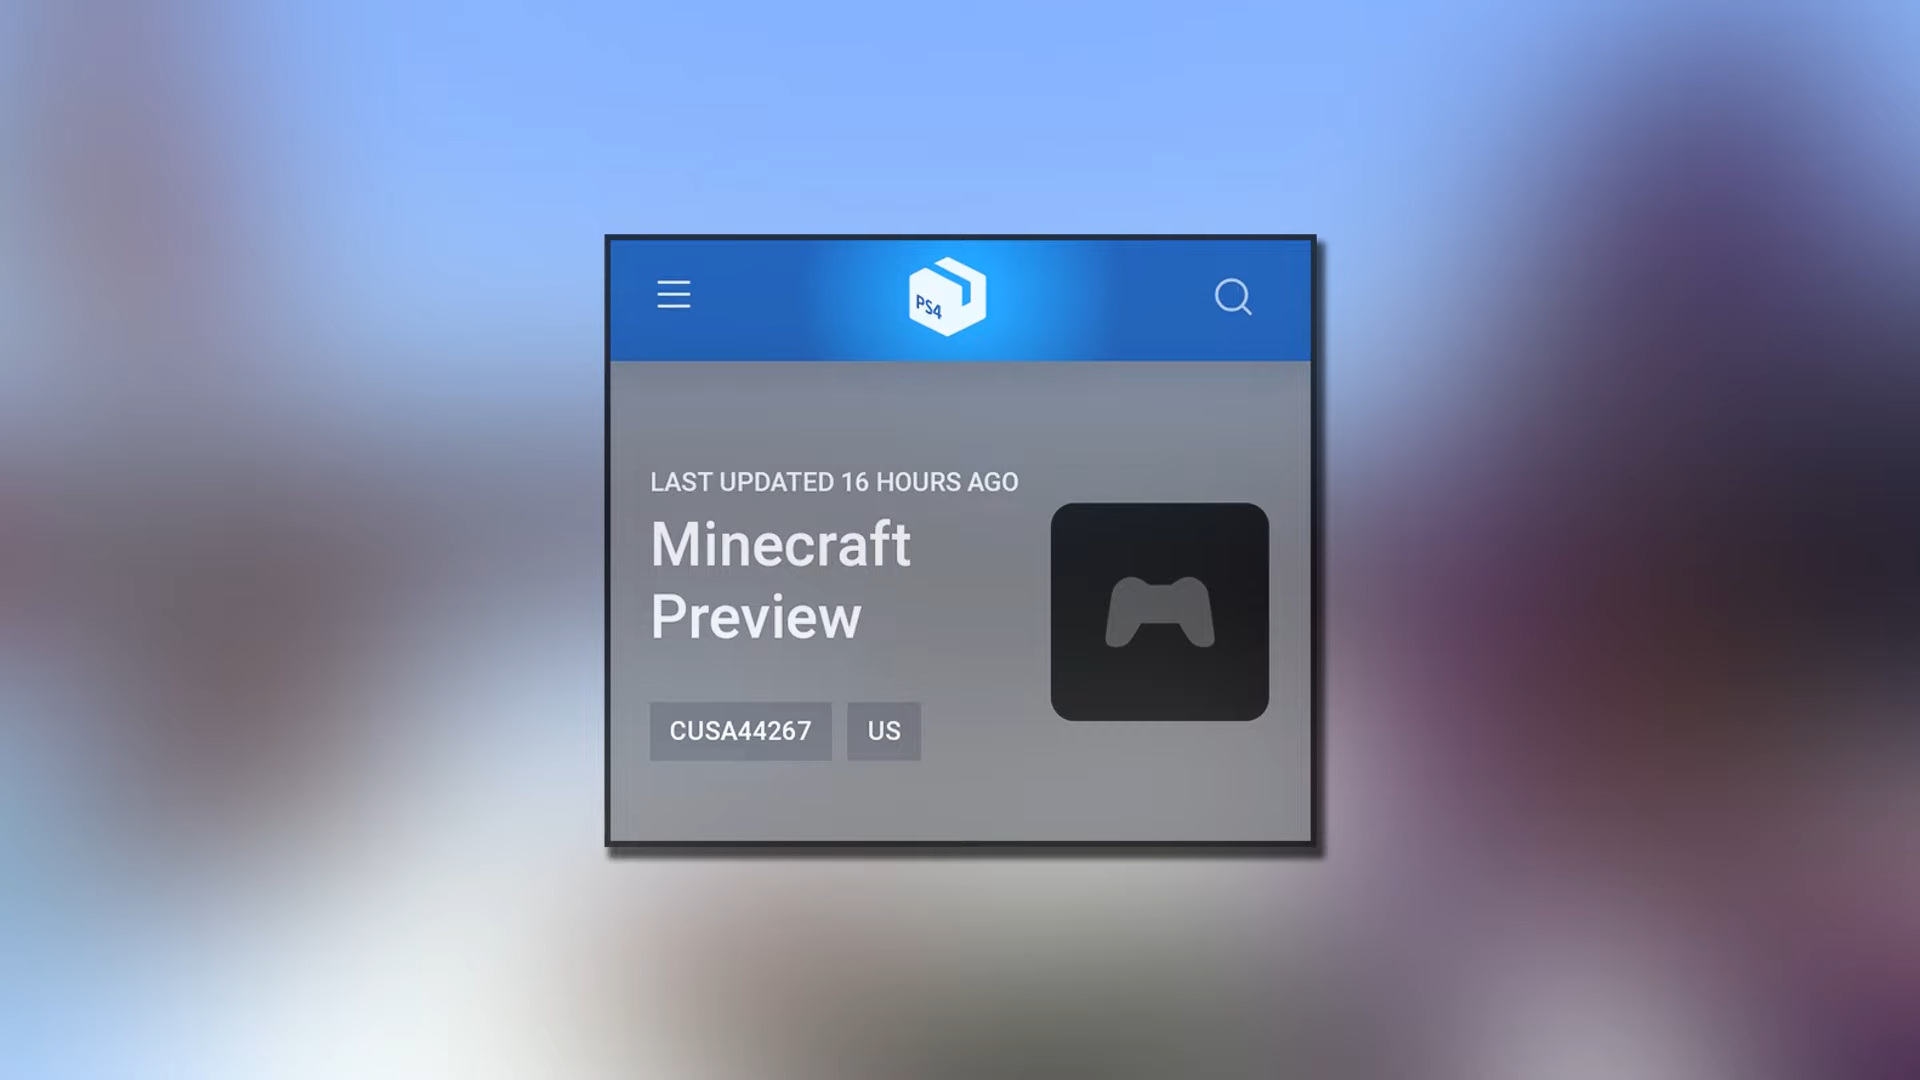 PS4
LAST UPDATED 16 HOURS AGO
Minecraft
Preview
CUSA44267
US